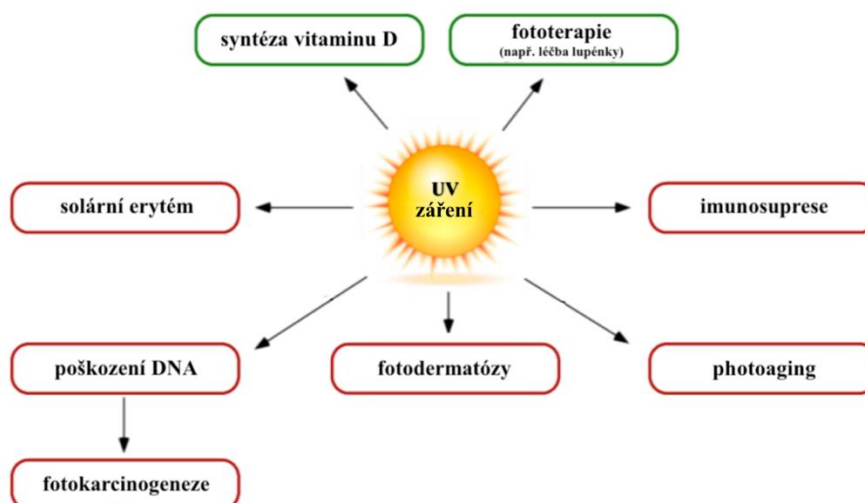 syntéza vitaminu D
fototerapie
(např. léčba lupénky)
UV
záření
solární erytém
imunosuprese
poškození DNA
fotodermatózy
photoaging
fotokarcinogeneze